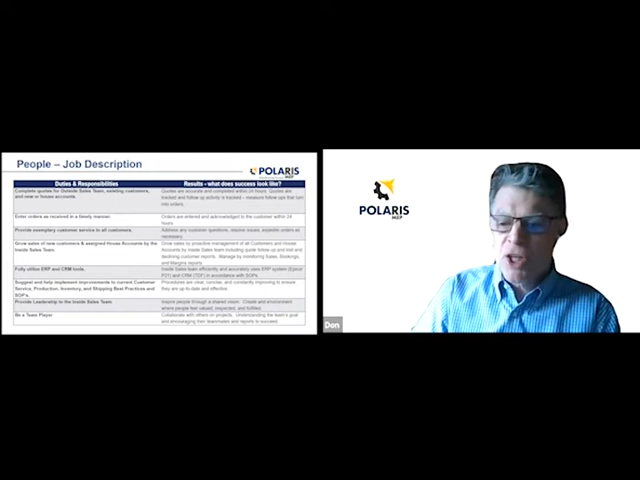 People – Job Description
POLARIS
MEP
Duties & Responsibilities
Results - what does success look like?
Complete quotes for Outside Sales Team, existing customers,
and new or house accounts.
Quotes are accurate and completed within 24 hours. Quotes are
tracked and follow up activity is tracked – measure follow ups that turn
into orders.
Enter orders as received in a timely manner.
Orders are entered and acknowledged to the customer within 24
hours.
Provide exemplary customer service to all customers.
Address any customer questions, resolve issues, expedite orders as
necessary.
Grow sales of new customers & assigned House Accounts by the
Inside Sales Team.
Grow sales by proactive management of all Customers and House
Accounts by Inside Sales team including quote follow-up and lost and
declining customer reports. Manage by monitoring Sales, Bookings,
and Margins reports.
Fully utilize ERP and CRM tools.
Inside Sales team efficiently and accurately uses ERP system (Epicor
P21) and CRM (TDF) in accordance with SOPs.
Suggest and help implement improvements to current Customer
Service, Production, Inventory, and Shipping Best Practices and
SOP's.
Procedures are clear, concise, and constantly improving to ensure
they are up-to-date and effective.
Provide Leadership to the Inside Sales Team
Inspire people through a shared vision. Create and environment
where people feel valued, respected, and fulfilled.
Be a Team Player
Collaborate with others on projects. Understanding the team's goal
and encouraging their teammates and reports to succeed.
POLARIS
MEP
Don